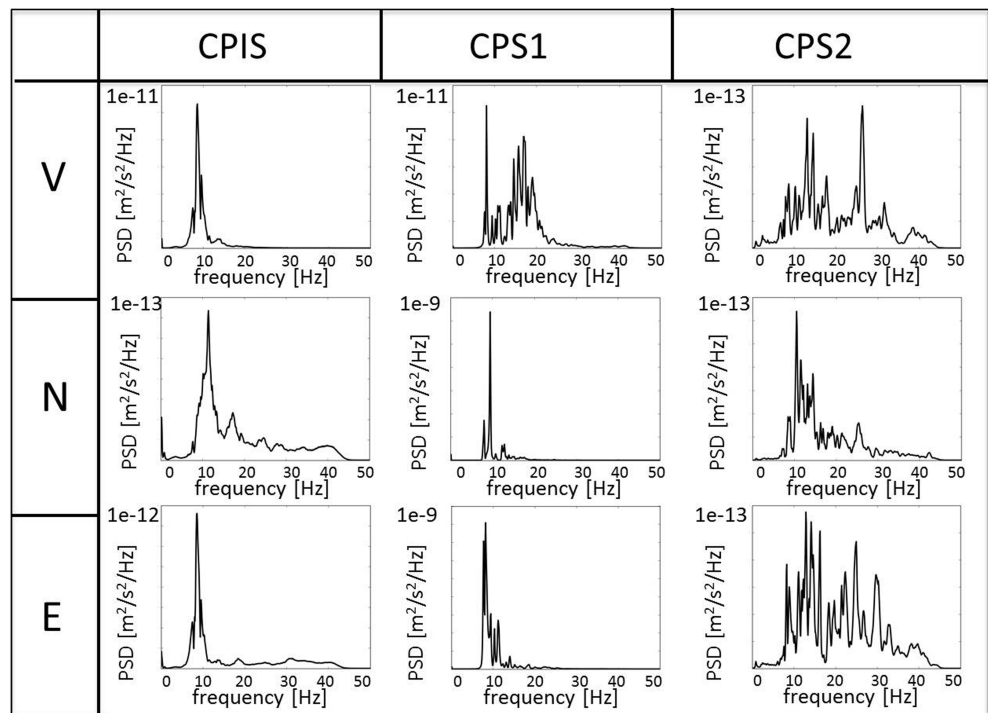 CPIS CPS1 CPS2
V
1e-11
PSD [m²/s²/Hz]
0 10 20 30 40 50
frequency [Hz]
1e-11
PSD [m²/s²/Hz]
0 10 20 30 40 50
frequency [Hz]
1e-13
PSD [m²/s²/Hz]
0 10 20 30 40 50
frequency [Hz]
N
1e-13
PSD [m²/s²/Hz]
0 10 20 30 40 50
frequency [Hz]
1e-9
PSD [m²/s²/Hz]
0 10 20 30 40 50
frequency [Hz]
1e-13
PSD [m²/s²/Hz]
0 10 20 30 40 50
frequency [Hz]
E
1e-12
PSD [m²/s²/Hz]
0 10 20 30 40 50
frequency [Hz]
1e-9
PSD [m²/s²/Hz]
0 10 20 30 40 50
frequency [Hz]
1e-13
PSD [m²/s²/Hz]
0 10 20 30 40 50
frequency [Hz]